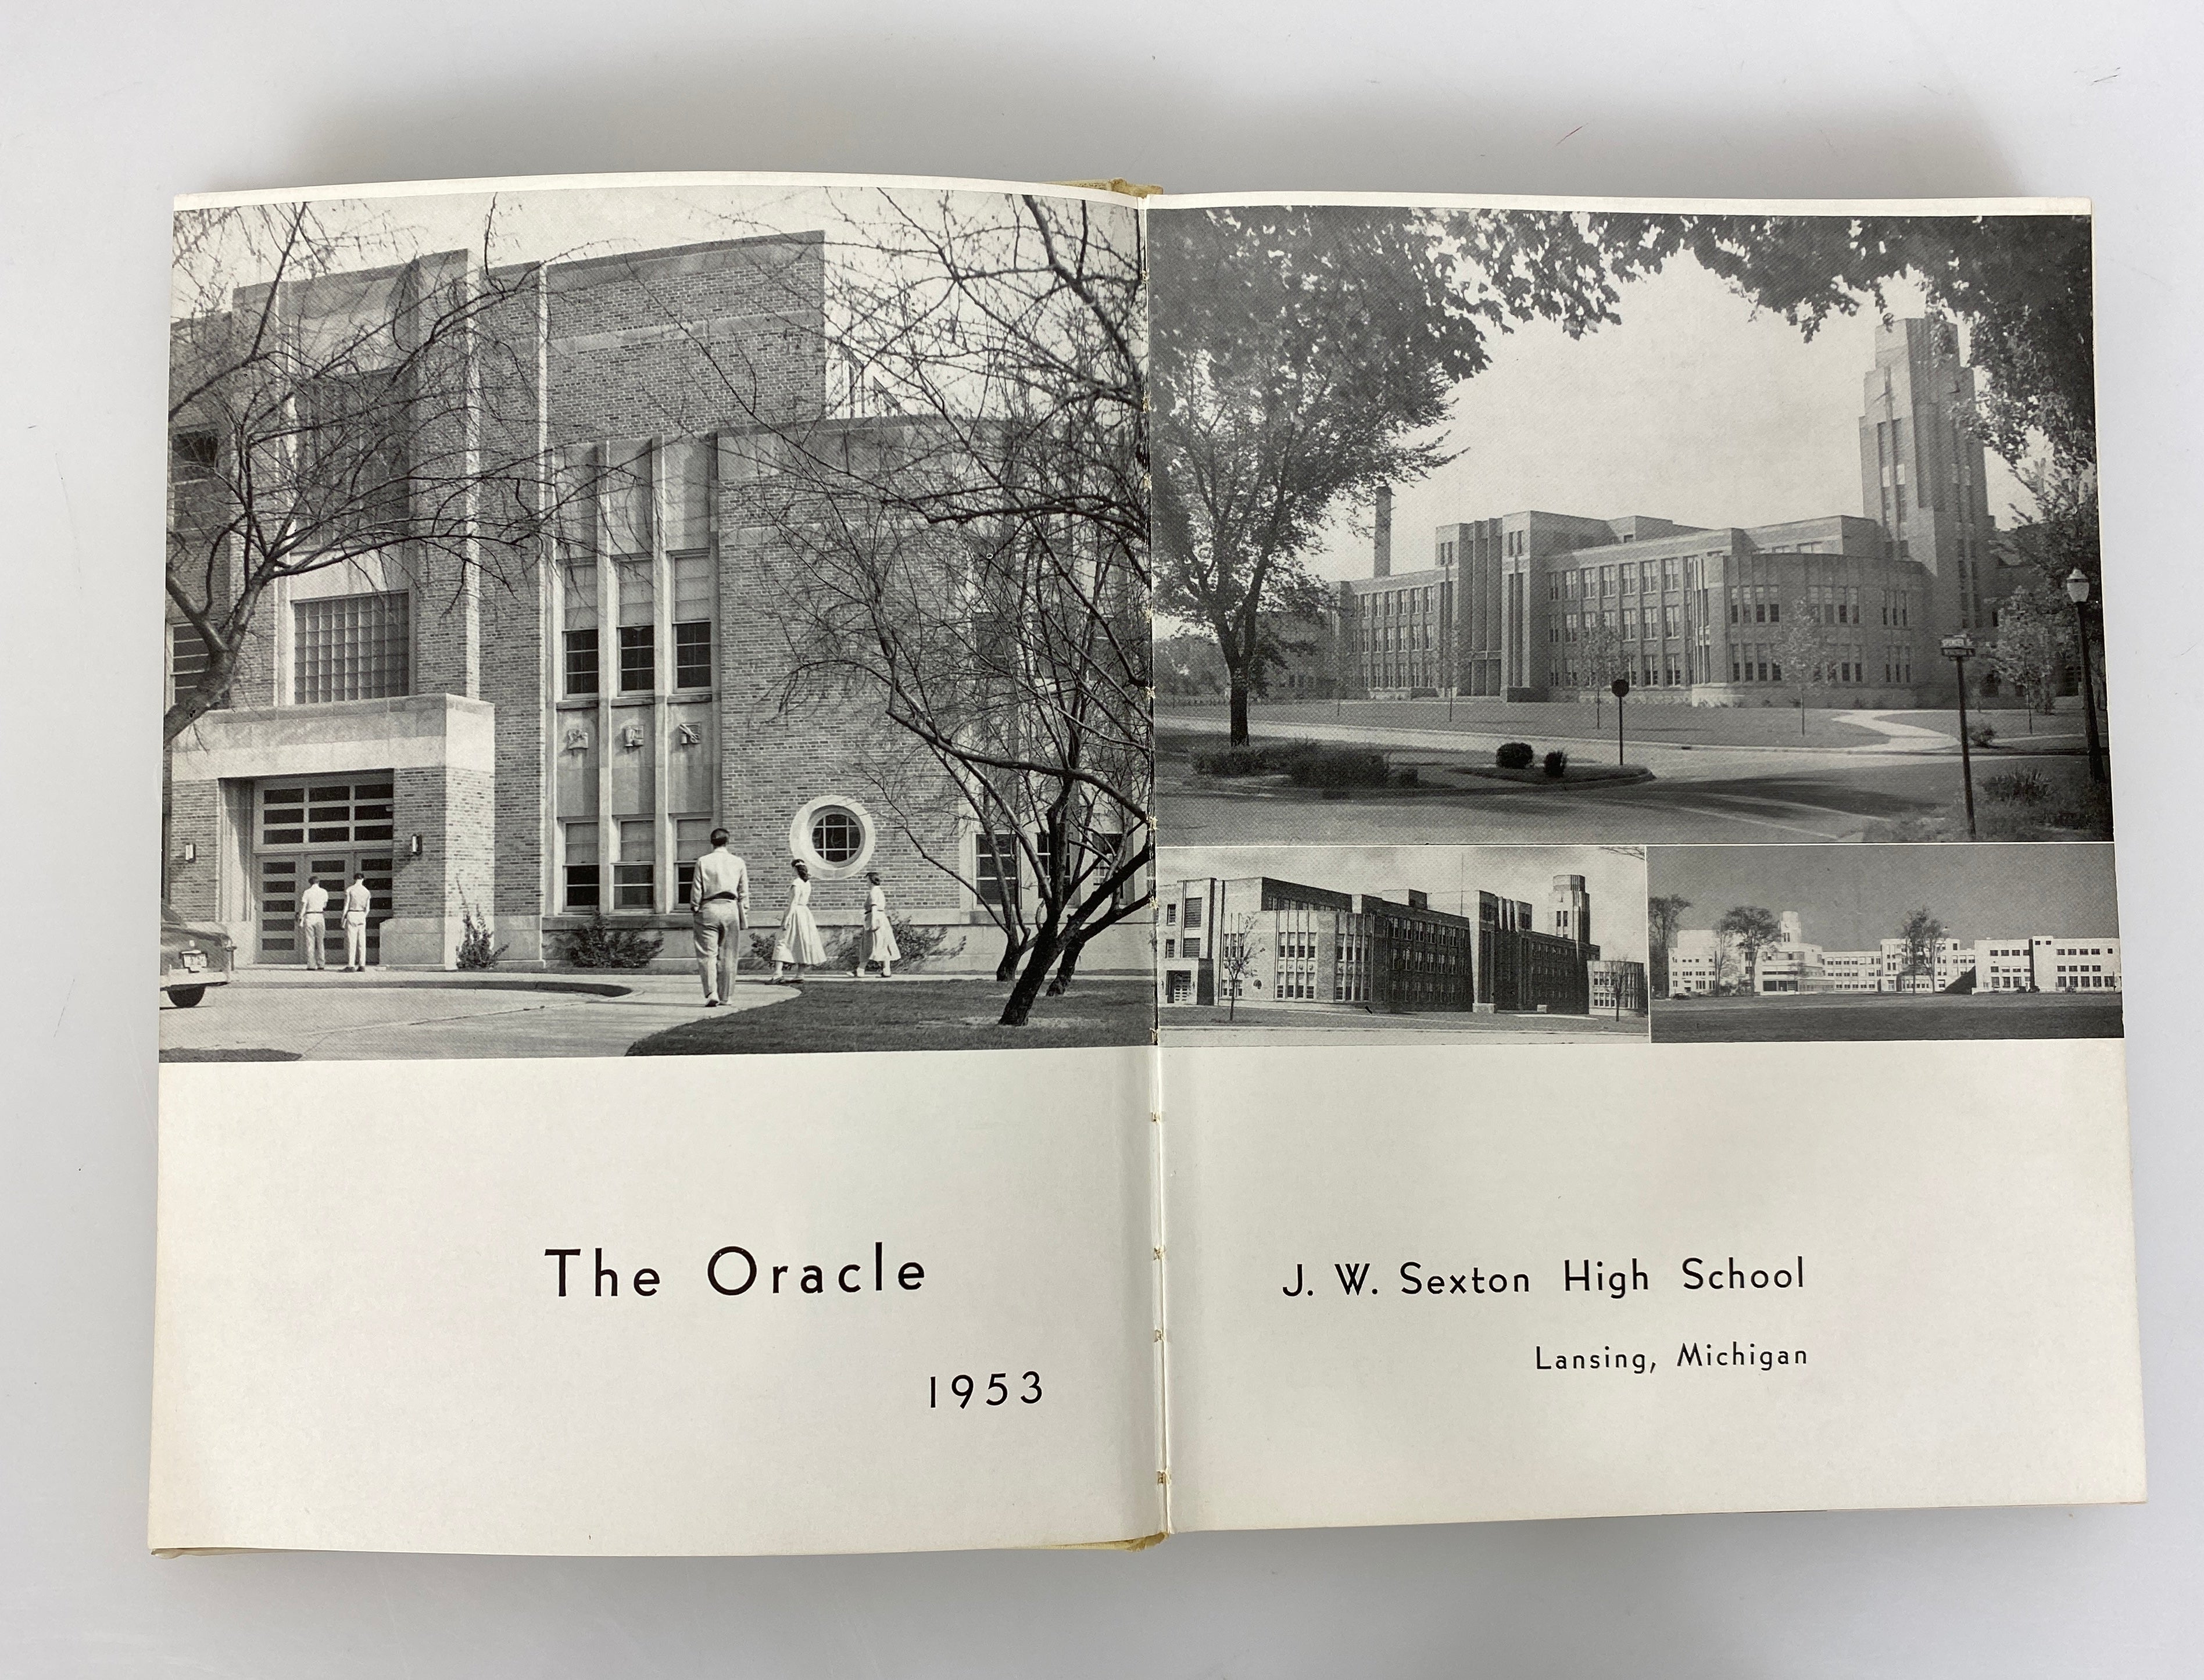 The Oracle
1953
J. W. Sexton High School
Lansing, Michigan